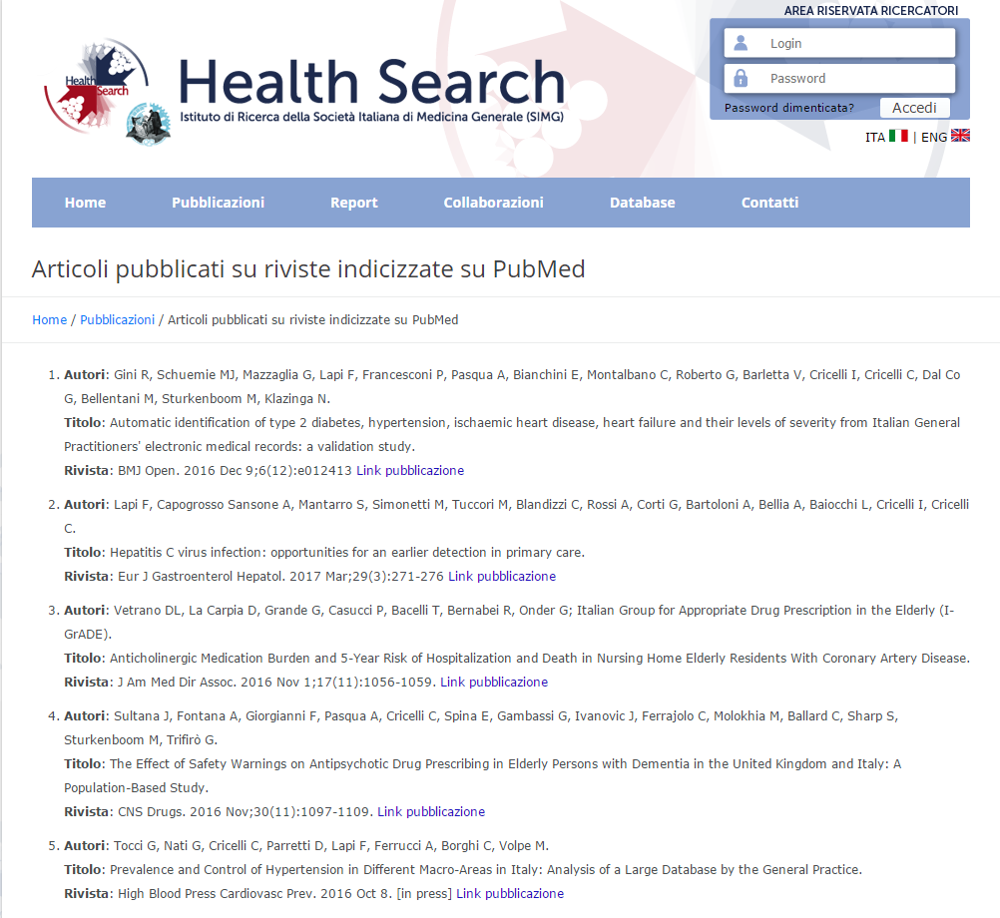 AREA RISERVATA RICERCATORI
Login
Password
Password dimenticata?
Accedi
ITA | ENG
Health
Search
Health Search
Istituto di Ricerca della Società Italiana di Medicina Generale (SIMG)
Home
Pubblicazioni
Report
Collaborazioni
Database
Contatti
Articoli pubblicati su riviste indicizzate su PubMed
Home / Pubblicazioni / Articoli pubblicati su riviste indicizzate su PubMed
1. Autori: Gini R, Schuemie MJ, Mazzaglia G, Lapi F, Francesconi P, Pasqua A, Bianchini E, Montalbano C, Roberto G, Barletta V, Cricelli I, Cricelli C, Dal Co
G, Bellentani M, Sturkenboom M, Klazinga N.
Titolo: Automatic identification of type 2 diabetes, hypertension, ischaemic heart disease, heart failure and their levels of severity from Italian General
Practitioners' electronic medical records: a validation study.
Rivista: BMJ Open. 2016 Dec 9;6(12):e012413 Link pubblicazione
2. Autori: Lapi F, Capogrosso Sansone A, Mantarro S, Simonetti M, Tuccori M, Blandizzi C, Rossi A, Corti G, Bartoloni A, Bellia A, Baiocchi L, Cricelli I, Cricelli
C.
Titolo: Hepatitis C virus infection: opportunities for an earlier detection in primary care.
Rivista: Eur J Gastroenterol Hepatol. 2017 Mar;29(3):271-276 Link pubblicazione
3. Autori: Vetrano DL, La Carpia D, Grande G, Casucci P, Bacelli T, Bernabei R, Onder G; Italian Group for Appropriate Drug Prescription in the Elderly (I-
GrADE).
Titolo: Anticholinergic Medication Burden and 5-Year Risk of Hospitalization and Death in Nursing Home Elderly Residents With Coronary Artery Disease.
Rivista: J Am Med Dir Assoc. 2016 Nov 1;17(11):1056-1059. Link pubblicazione
4. Autori: Sultana J, Fontana A, Giorgianni F, Pasqua A, Cricelli C, Spina E, Gambassi G, Ivanovic J, Ferrajolo C, Molokhia M, Ballard C, Sharp S,
Sturkenboom M, Trifirò G.
Titolo: The Effect of Safety Warnings on Antipsychotic Drug Prescribing in Elderly Persons with Dementia in the United Kingdom and Italy: A
Population-Based Study.
Rivista: CNS Drugs. 2016 Nov;30(11):1097-1109. Link pubblicazione
5. Autori: Tocci G, Nati G, Cricelli C, Parretti D, Lapi F, Ferrucci A, Borghi C, Volpe M.
Titolo: Prevalence and Control of Hypertension in Different Macro-Areas in Italy: Analysis of a Large Database by the General Practice.
Rivista: High Blood Press Cardiovasc Prev. 2016 Oct 8. [in press] Link pubblicazione